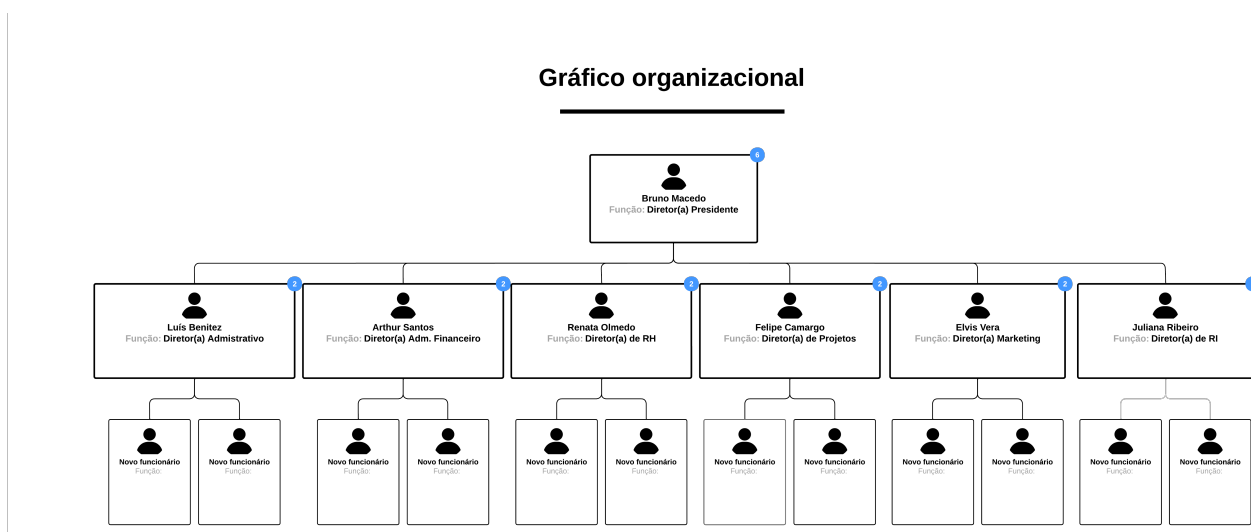 Gráfico organizacional
6
Bruno Macedo
Função: Diretor(a) Presidente
2
2
2
2
2
Luís Benitez
Função: Diretor(a) Admistrativo
Arthur Santos
Função: Diretor(a) Adm. Financeiro
Renata Olmedo
Função: Diretor(a) de RH
Felipe Camargo
Função: Diretor(a) de Projetos
Elvis Vera
Função: Diretor(a) Marketing
Juliana Ribeiro
Função: Diretor(a) de RI
Novo funcionário
Função:
Novo funcionário
Função:
Novo funcionário
Função:
Novo funcionário
Função:
Novo funcionário
Função:
Novo funcionário
Função:
Novo funcionário
Função:
Novo funcionário
Função:
Novo funcionário
Função:
Novo funcionário
Função:
Novo funcionário
Função:
Novo funcionário
Função: